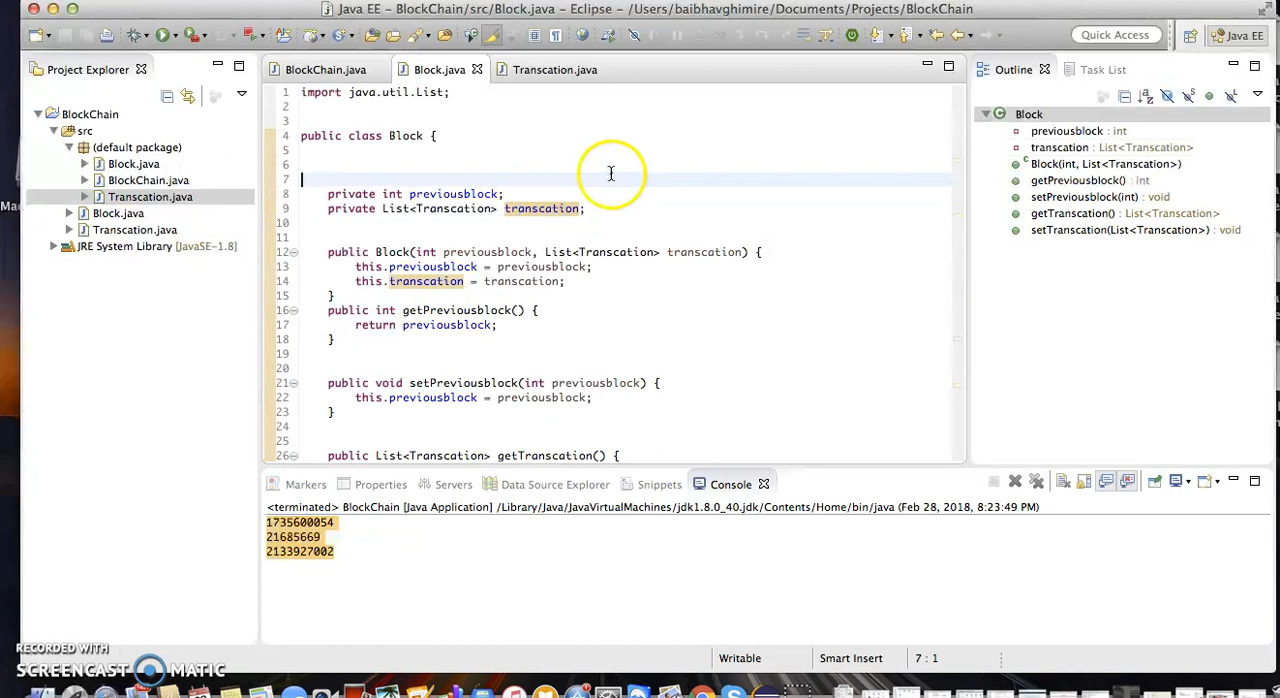 Java EE - BlockChain/src/Block.java - Eclipse - /Users/baibhavghimire/Documents/Projects/BlockChain
Quick Access
Java EE
Project Explorer
BlockChain
src
(default package)
Block.java
BlockChain.java
Transcation.java
Block.java
Transcation.java
JRE System Library [JavaSE-1.8]
BlockChain.java
Block.java
Transcation.java
1 import java.util.List;
2
3
4 public class Block {
5
6
7
8 private int previousblock;
9 private List<Transcation> transcation;
10
11
12 public Block(int previousblock, List<Transcation> transcation) {
13 this.previousblock = previousblock;
14 this.transcation = transcation;
15 }
16 public int getPreviousblock() {
17 return previousblock;
18 }
19
20
21 public void setPreviousblock(int previousblock) {
22 this.previousblock = previousblock;
23 }
24
25
26 public List<Transcation> getTranscation() {
Outline
Task List
Block
previousblock : int
transcation : List<Transcation>
Block(int, List<Transcation>)
getPreviousblock() : int
setPreviousblock(int) : void
getTranscation() : List<Transcation>
setTranscation(List<Transcation>) : void
Markers
Properties
Servers
Data Source Explorer
Snippets
Console
<terminated> BlockChain [Java Application] /Library/Java/JavaVirtualMachines/jdk1.8.0_40.jdk/Contents/Home/bin/java (Feb 28, 2018, 8:23:49 PM)
1735600054
21685669
2133927002
Writable
Smart Insert
7 : 1
RECORDED WITH
SCREENCAST MATIC